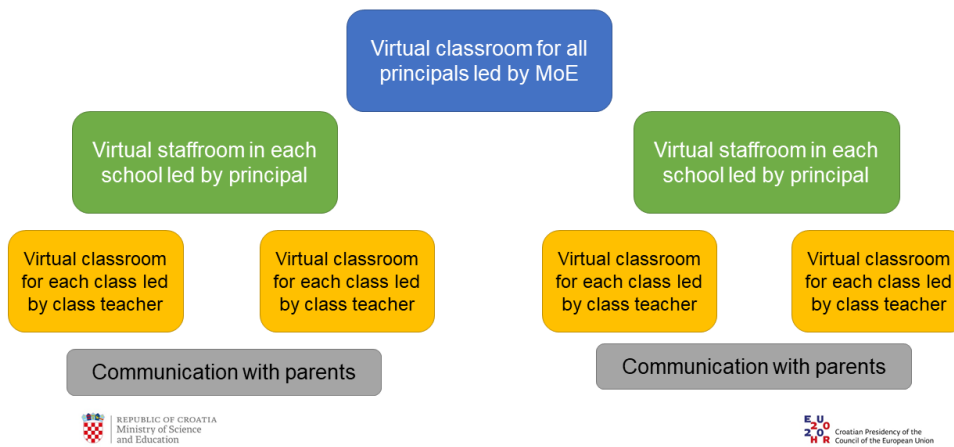 Virtual classroom for all
principals led by MoE
Virtual staffroom in each
school led by principal
Virtual staffroom in each
school led by principal
Virtual classroom
for each class led
by class teacher
Virtual classroom
for each class led
by class teacher
Virtual classroom
for each class led
by class teacher
Virtual classroom
for each class led
by class teacher
Communication with parents
Communication with parents
REPUBLIC OF CROATIA
Ministry of Science
and Education
EU
20
20
HR
Croatian Presidency of the
Council of the European Union